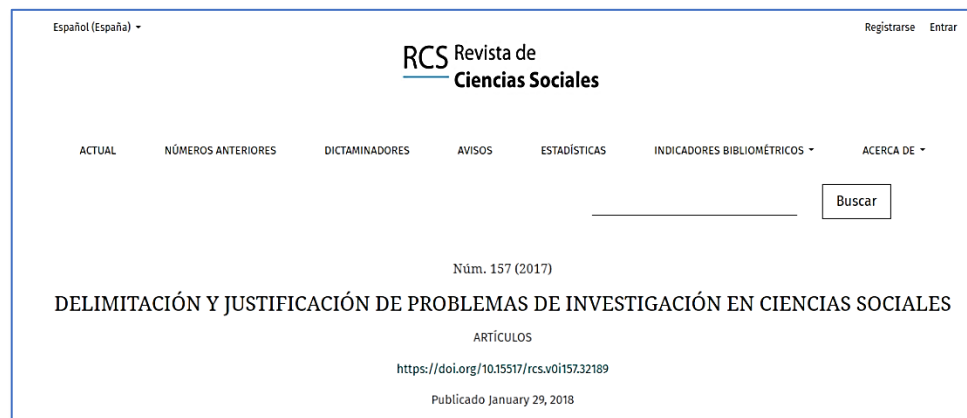 Español (España)
Registrarse Entrar
RCS Revista de
Ciencias Sociales
ACTUAL NÚMEROS ANTERIORES DICTAMINADORES AVISOS ESTADÍSTICAS INDICADORES BIBLIOMÉTRICOS ACERCA DE
Buscar
Núm. 157 (2017)
DELIMITACIÓN Y JUSTIFICACIÓN DE PROBLEMAS DE INVESTIGACIÓN EN CIENCIAS SOCIALES
ARTÍCULOS
https://doi.org/10.15517/rcs.v0i157.32189
Publicado January 29, 2018